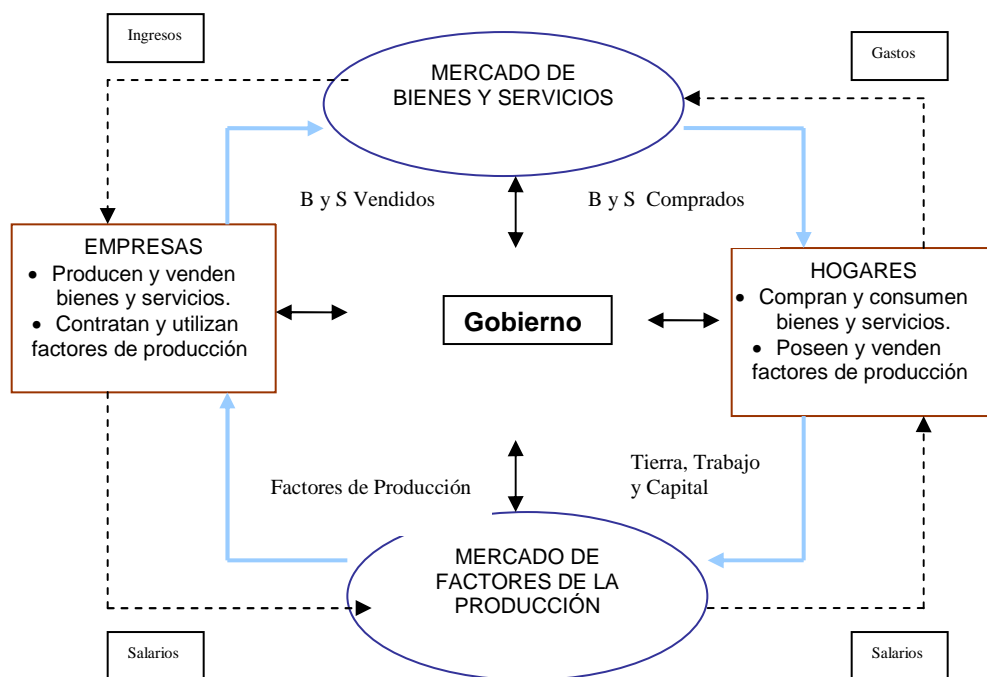 Ingresos
Gastos
MERCADO DE
BIENES Y SERVICIOS
B y S Vendidos
B y S Comprados
EMPRESAS
• Producen y venden
bienes y servicios.
• Contratan y utilizan
factores de producción
Gobierno
HOGARES
• Compran y consumen
bienes y servicios.
• Poseen y venden
factores de producción
Factores de Producción
Tierra, Trabajo
y Capital
MERCADO DE
FACTORES DE LA
PRODUCCIÓN
Salarios
Salarios